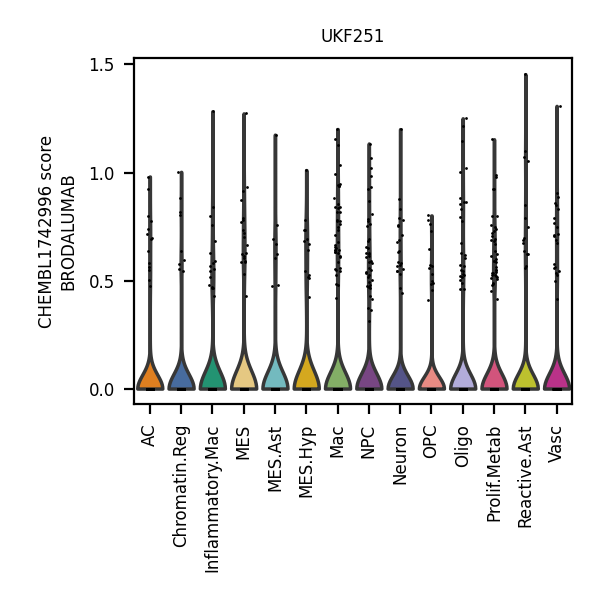 UKF251
CHEMBL1742996 score
BRODALUMAB
1.5
1.0
0.5
0.0
AC
Chromatin.Reg
Inflammatory.Mac
MES
MES.Ast
MES.Hyp
Mac
NPC
Neuron
OPC
Oligo
Prolif.Metab
Reactive.Ast
Vasc